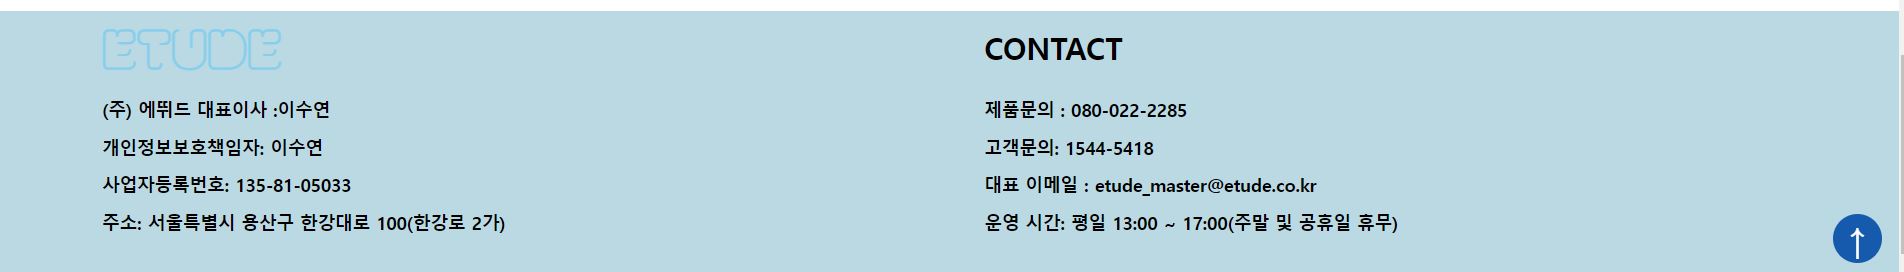 ETUDE
(주) 에뛰드 대표이사 :이수연
개인정보보호책임자: 이수연
사업자등록번호: 135-81-05033
주소: 서울특별시 용산구 한강대로 100(한강로 2가)
CONTACT
제품문의 : 080-022-2285
고객문의: 1544-5418
대표 이메일 : etude_master@etude.co.kr
운영 시간: 평일 13:00 ~ 17:00(주말 및 공휴일 휴무)
↑